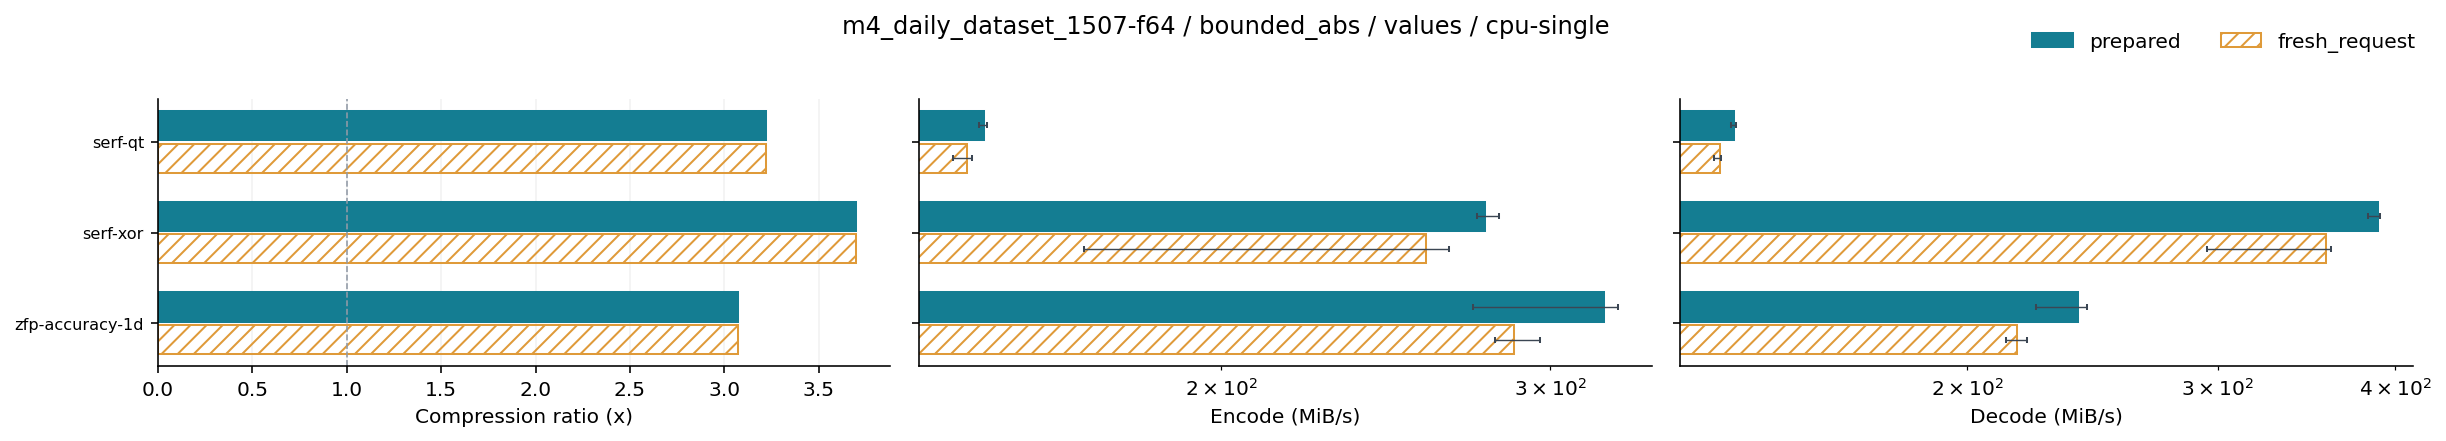 m4_daily_dataset_1507-f64 / bounded_abs / values / cpu-single
prepared
fresh_request
serf-qt
serf-xor
zfp-accuracy-1d
0.0 0.5 1.0 1.5 2.0 2.5 3.0 3.5
Compression ratio (x)
2 × 10² 3 × 10²
Encode (MiB/s)
2 × 10² 3 × 10² 4 × 10²
Decode (MiB/s)